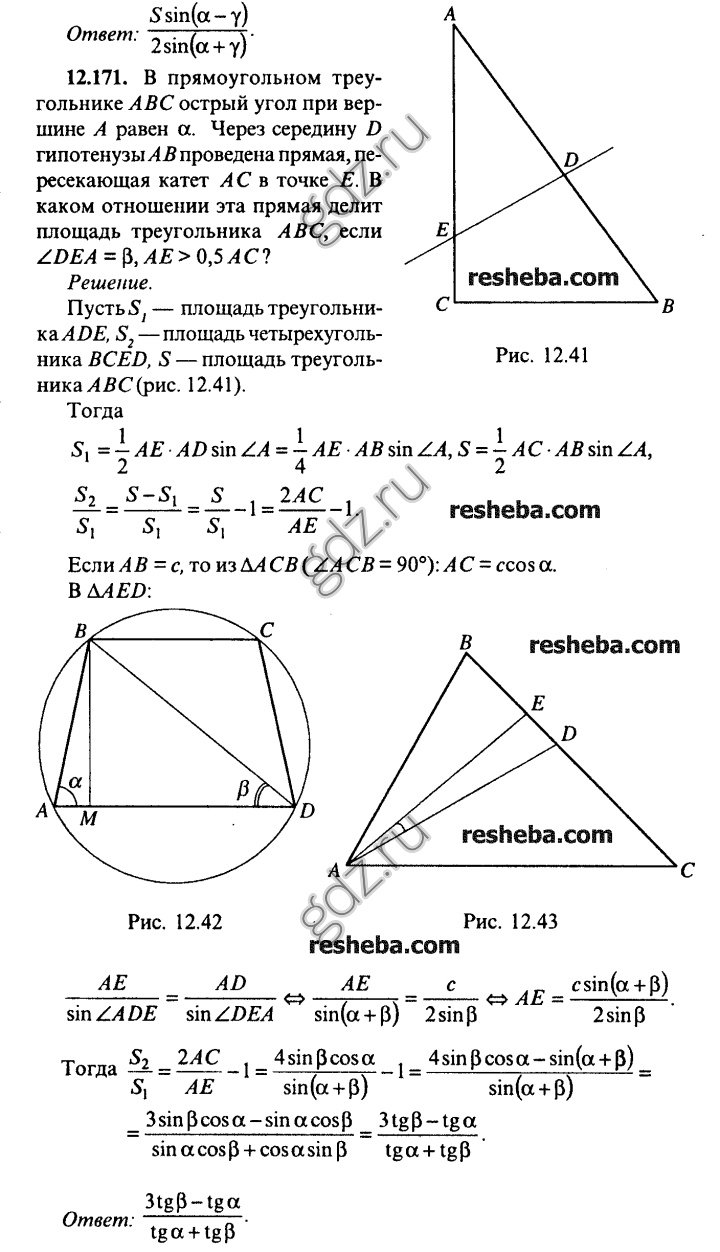 Ответ: S sin(α − γ) / 2 sin(α + γ).
12.171. В прямоугольном треу-
гольнике ABC острый угол при вер-
шине A равен α. Через середину D
гипотенузы AB проведена прямая, пе-
ресекающая катет AC в точке E. В
каком отношении эта прямая делит
площадь треугольника ABC, если
∠DEA = β, AE > 0,5 AC?
Решение.
Пусть S₁ — площадь треугольни-
ка ADE, S₂ — площадь четырехуголь-
ника BCED, S — площадь треуголь-
ника ABC (рис. 12.41).
A
D
E
C
B
resheba.com
Рис. 12.41
Тогда
S₁ = 1/2 AE · AD sin ∠A = 1/4 AE · AB sin ∠A, S = 1/2 AC · AB sin ∠A,
S₂/S₁ = (S − S₁)/S₁ = S/S₁ − 1 = 2AC/AE − 1.
resheba.com
Если AB = c, то из ΔACB (∠ACB = 90°): AC = c cos α.
В ΔAED:
B
C
α
β
A
M
D
Рис. 12.42
resheba.com
B
E
D
resheba.com
A
C
Рис. 12.43
resheba.com
AE / sin ∠ADE = AD / sin ∠DEA ⇔ AE / sin(α + β) = c / 2 sin β ⇔ AE = c sin(α + β) / 2 sin β.
Тогда S₂/S₁ = 2AC/AE − 1 = 4 sin β cos α / sin(α + β) − 1 = (4 sin β cos α − sin(α + β)) / sin(α + β) =
= (3 sin β cos α − sin α cos β) / (sin α cos β + cos α sin β) = (3 tg β − tg α) / (tg α + tg β).
Ответ: (3 tg β − tg α) / (tg α + tg β).
gdz.ru
gdz.ru
gdz.ru